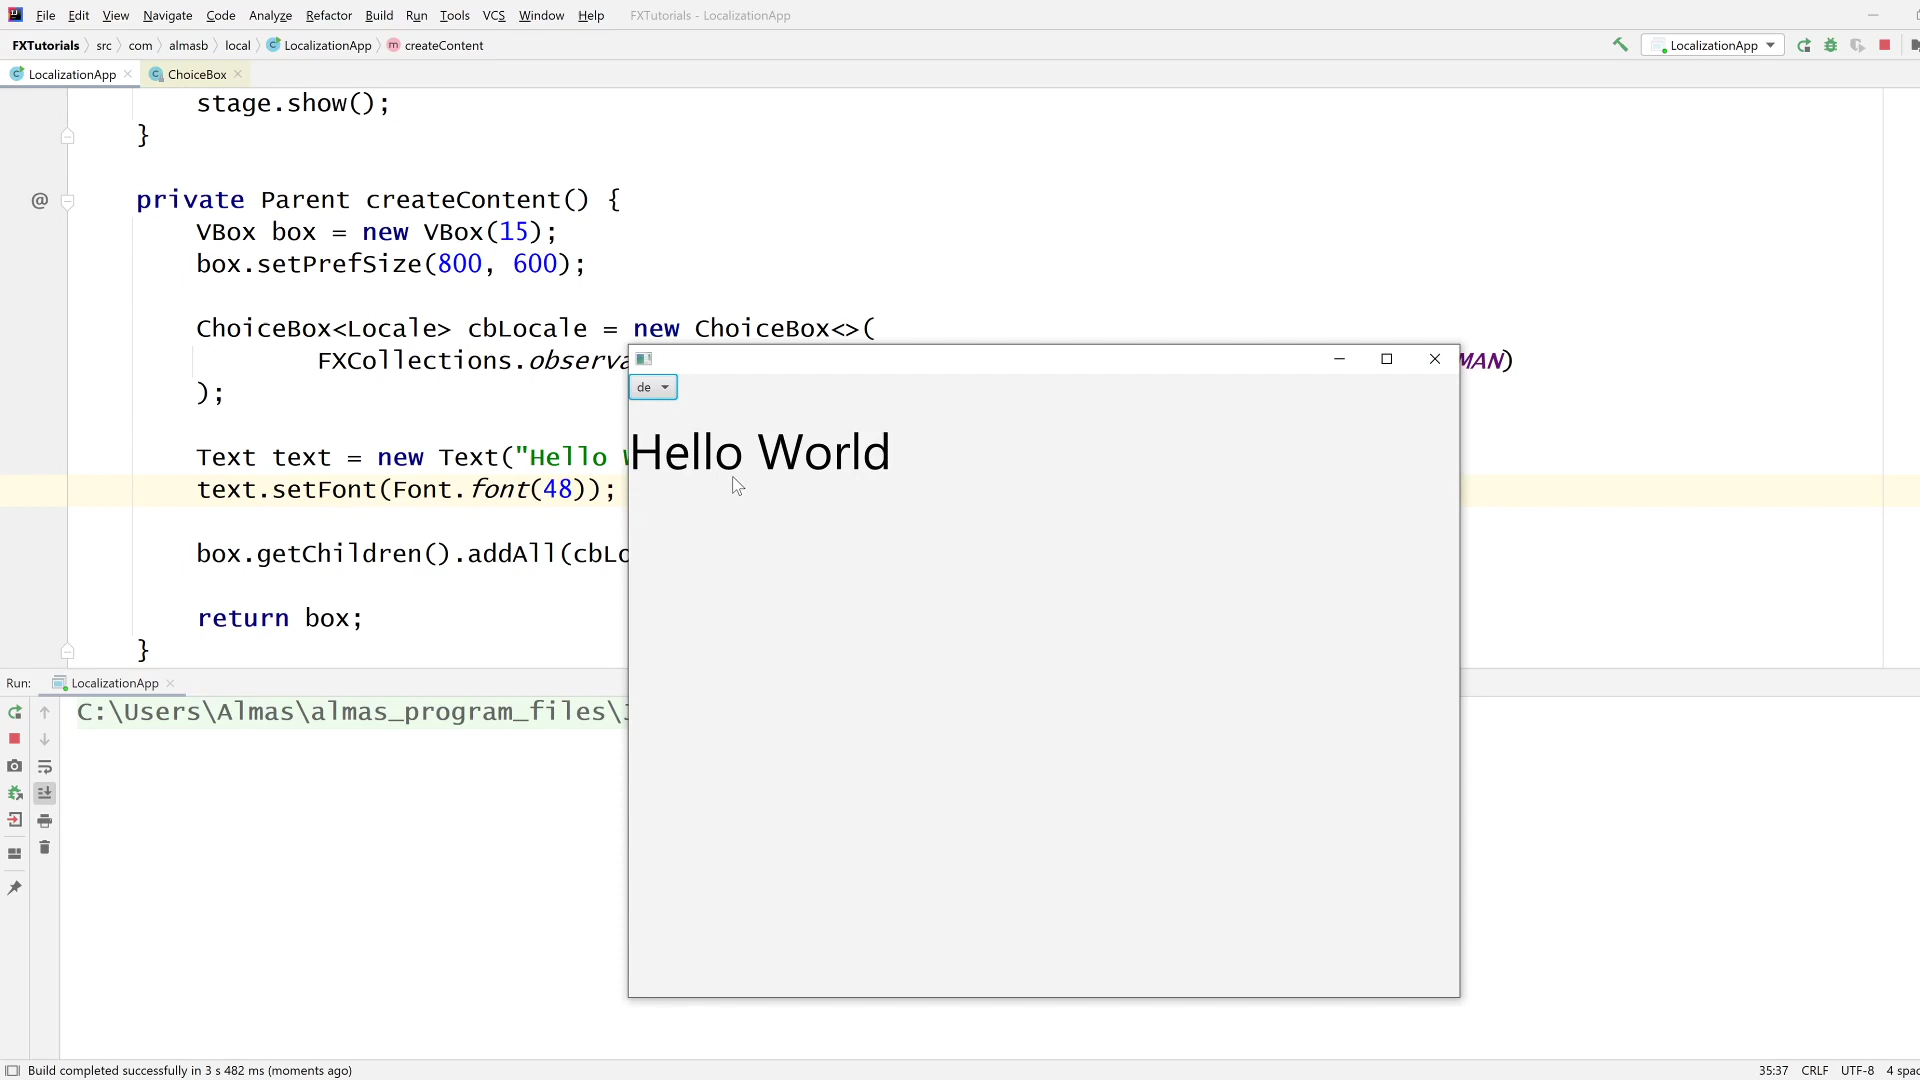 File Edit View Navigate Code Analyze Refactor Build Run Tools VCS Window Help FXTutorials - LocalizationApp
FXTutorials src com almasb local LocalizationApp createContent LocalizationApp
LocalizationApp ChoiceBox
stage.show();
}
private Parent createContent() {
VBox box = new VBox(15);
box.setPrefSize(800, 600);
ChoiceBox<Locale> cbLocale = new ChoiceBox<>(
FXCollections.observa MAN)
);
de
Text text = new Text("Hello
Hello World
text.setFont(Font.font(48));
box.getChildren().addAll(cbLo
return box;
}
Run: LocalizationApp
C:\Users\Almas\almas_program_files\
Build completed successfully in 3 s 482 ms (moments ago) 35:37 CRLF UTF-8 4 spac